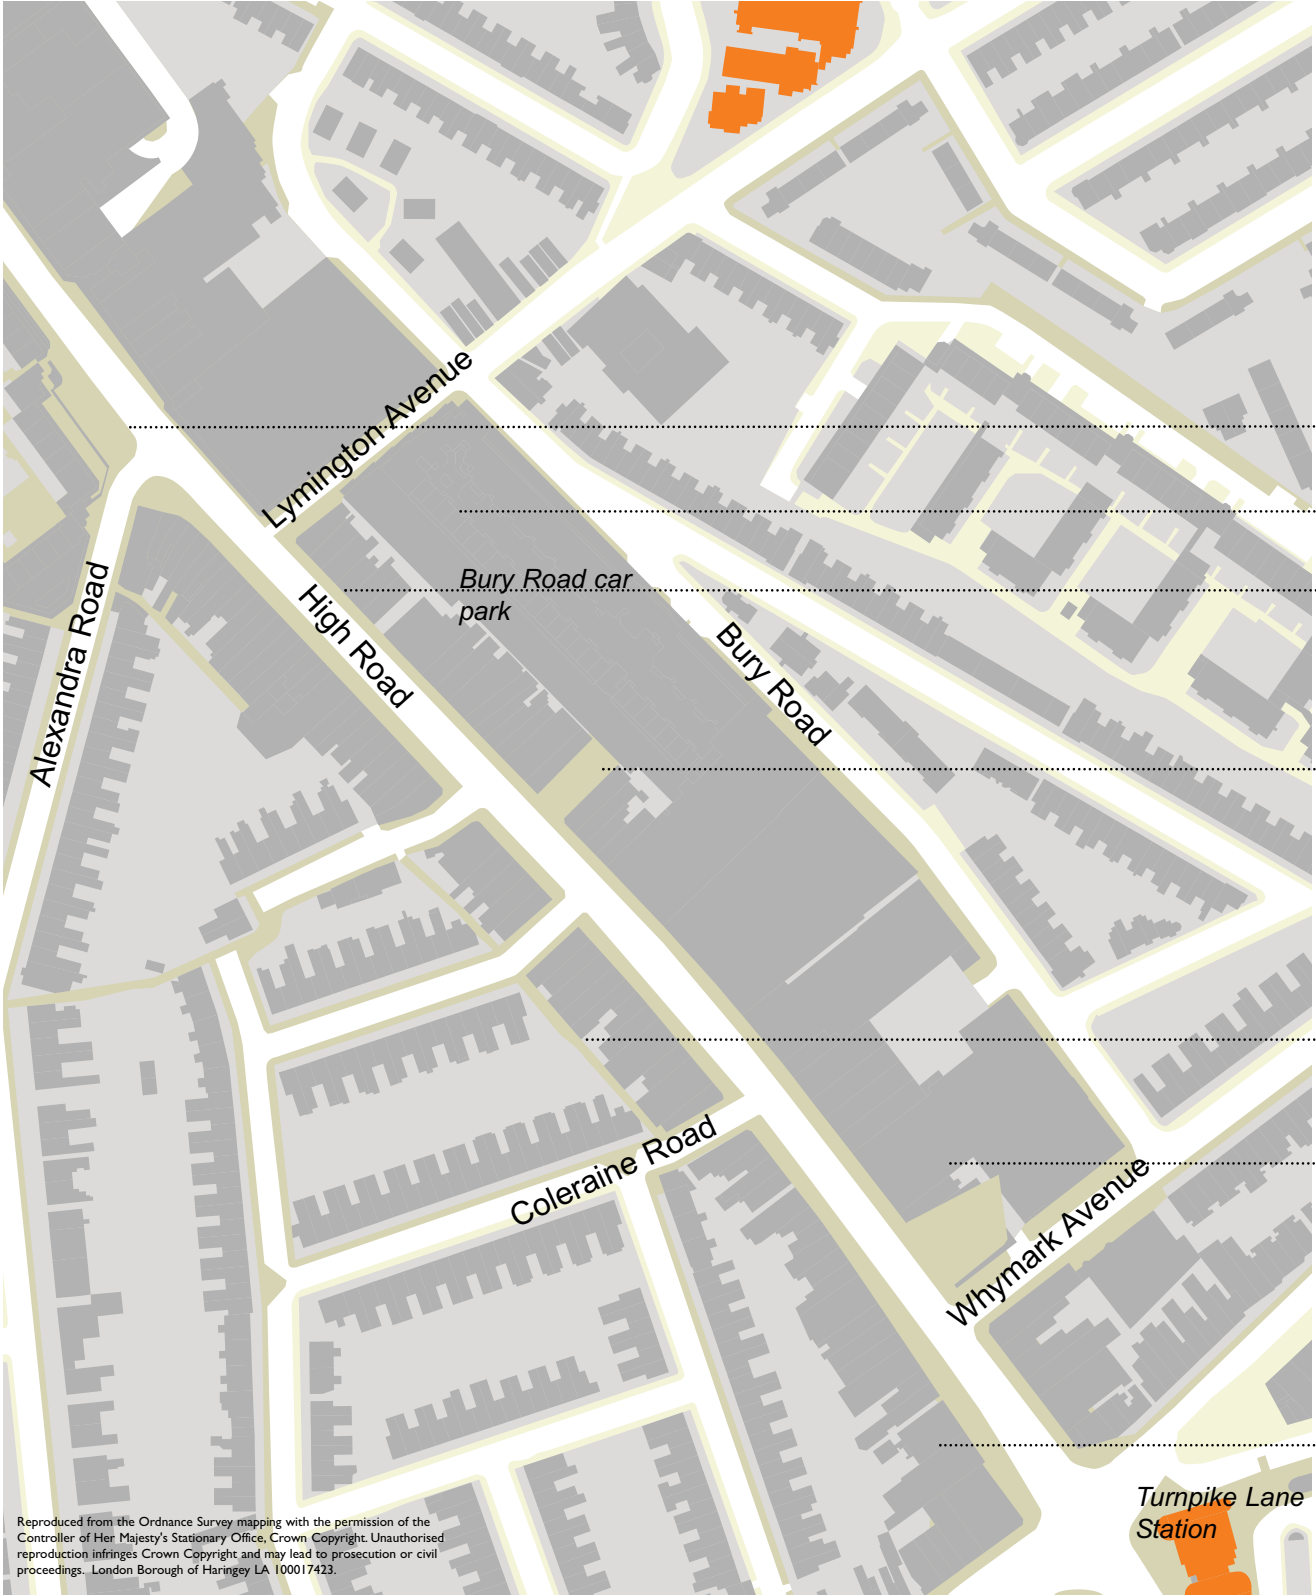 Lymington Avenue
Bury Road car
park
Alexandra Road
High Road
Bury Road
Coleraine Road
Whymark Avenue
Turnpike Lane
Station
Reproduced from the Ordnance Survey mapping with the permission of the
Controller of Her Majesty's Stationary Office, Crown Copyright. Unauthorised
reproduction infringes Crown Copyright and may lead to prosecution or civil
proceedings. London Borough of Haringey LA 100017423.